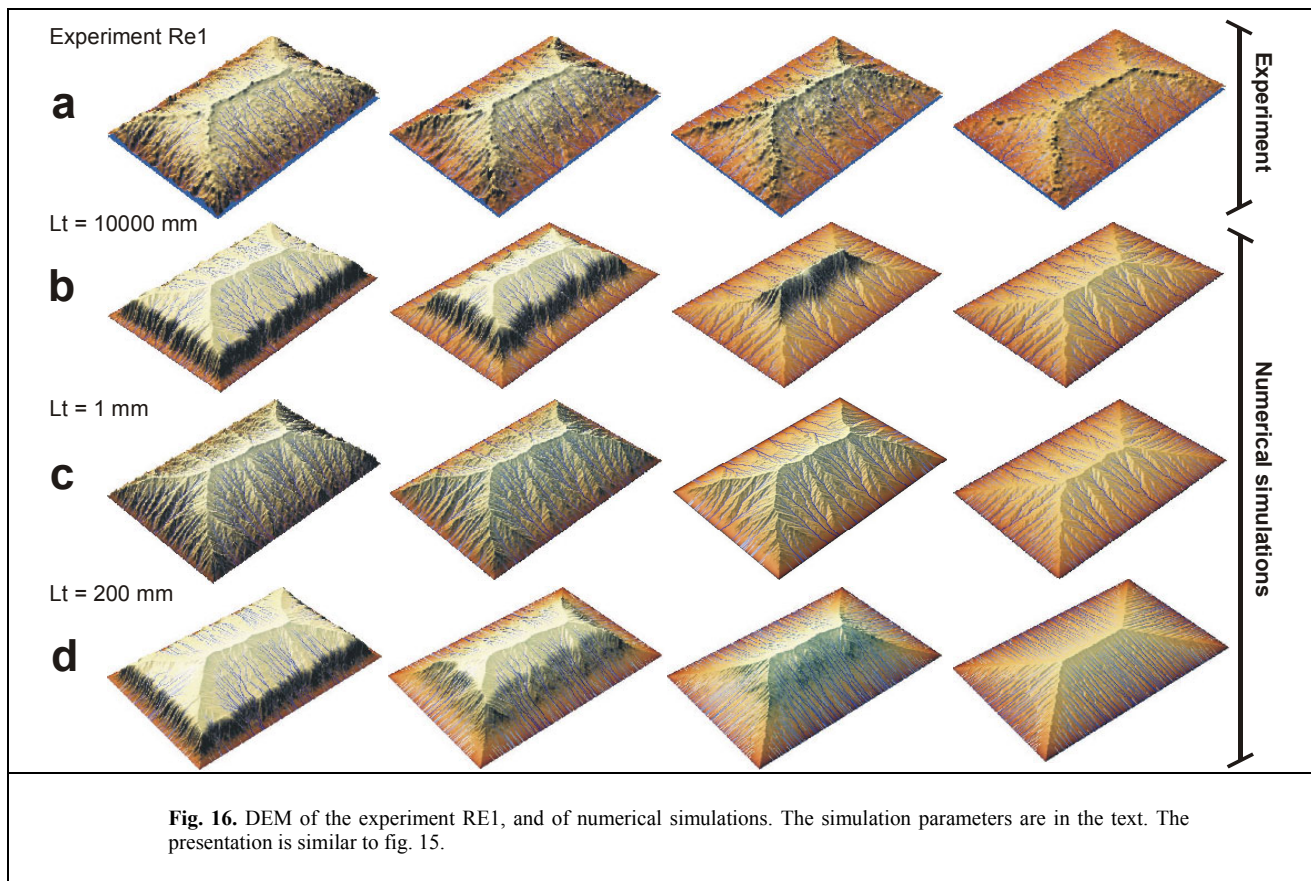 Experiment Re1
a
Experiment
Lt = 10000 mm
b
Lt = 1 mm
c
Numerical simulations
Lt = 200 mm
d
Fig. 16. DEM of the experiment RE1, and of numerical simulations. The simulation parameters are in the text. The
presentation is similar to fig. 15.